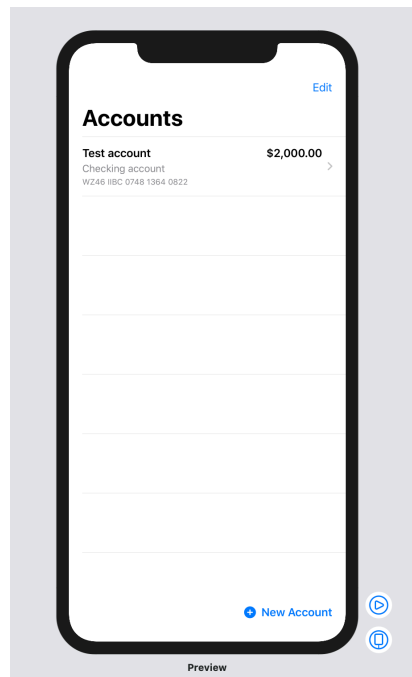 Edit
Accounts
Test account $2,000.00
Checking account
WZ46 IIBC 0748 1364 0822
New Account
Preview